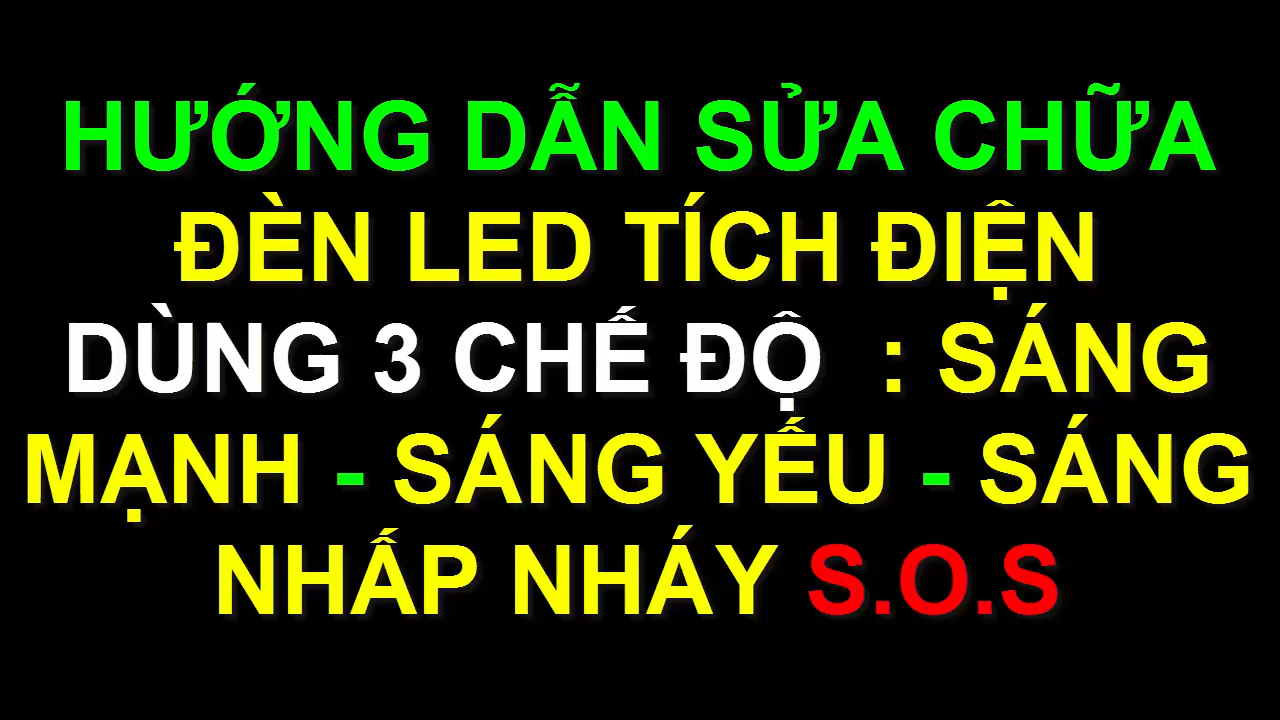 HƯỚNG DẪN SỬA CHỮA
ĐÈN LED TÍCH ĐIỆN
DÙNG 3 CHẾ ĐỘ : SÁNG
MẠNH - SÁNG YẾU - SÁNG
NHẤP NHÁY S.O.S